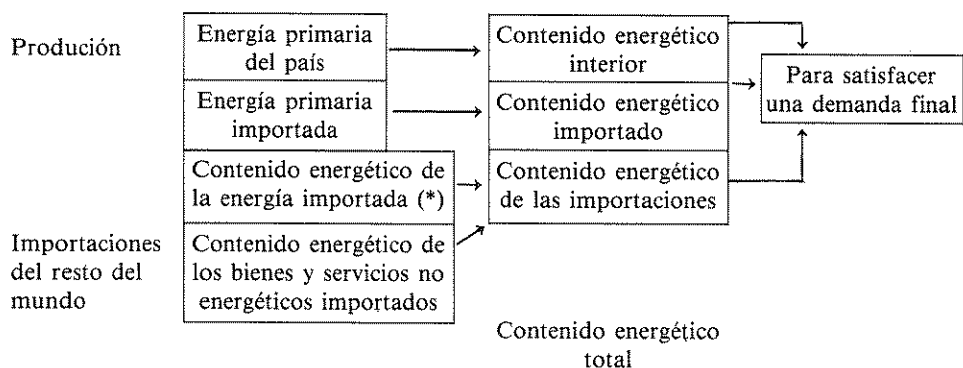 Produción
Energía primaria
del país
Contenido energético
interior
Para satisfacer
una demanda final
Energía primaria
importada
Contenido energético
importado
Contenido energético de
la energía importada (*)
Contenido energético
de las importaciones
Importaciones
del resto del
mundo
Contenido energético de
los bienes y servicios no
energéticos importados
Contenido energético
total